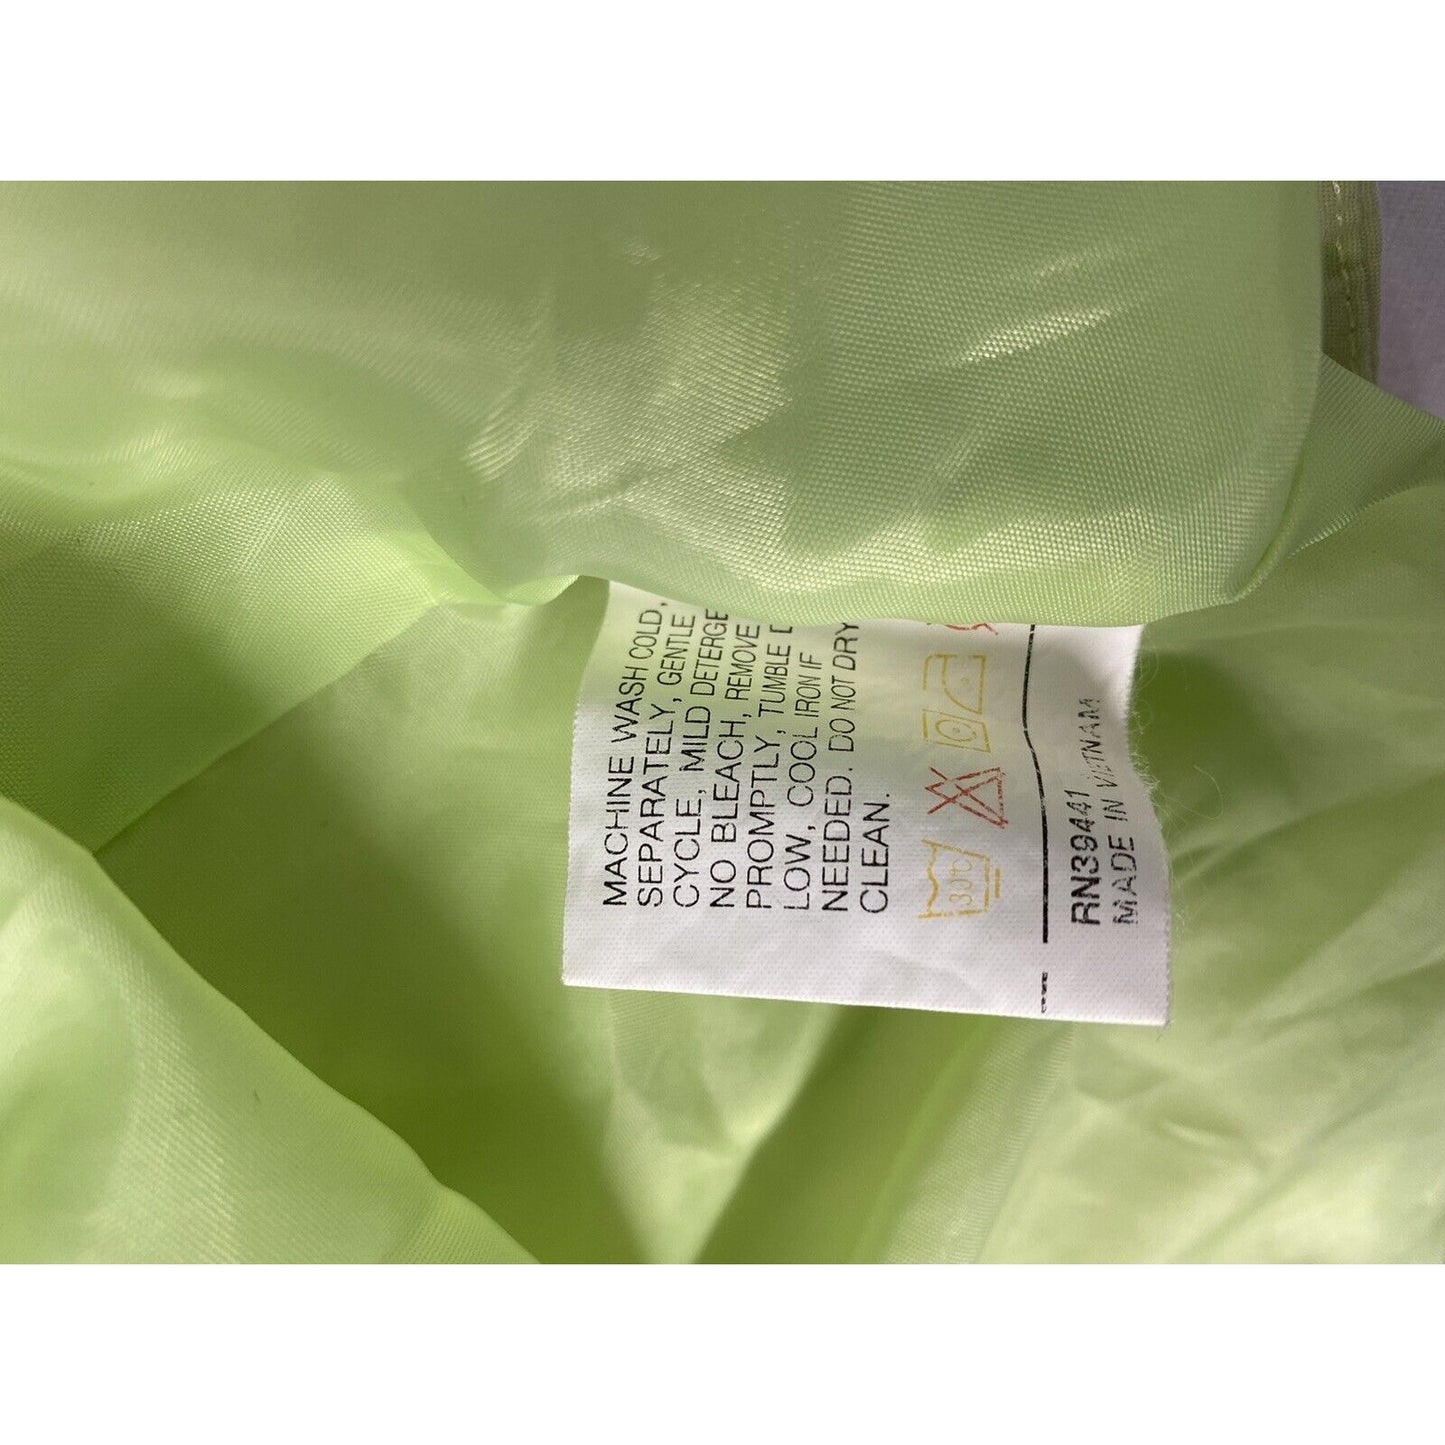 MACHINE WASH COLD,
SEPARATELY, GENTLE
CYCLE, MILD
NO BLEACH, REMOVE
PROMPTLY, TUMBLE
LOW, COOL IRON IF
NEEDED. DO NOT DRY
CLEAN.
30°C
RN39441
MADE IN VIETNAM